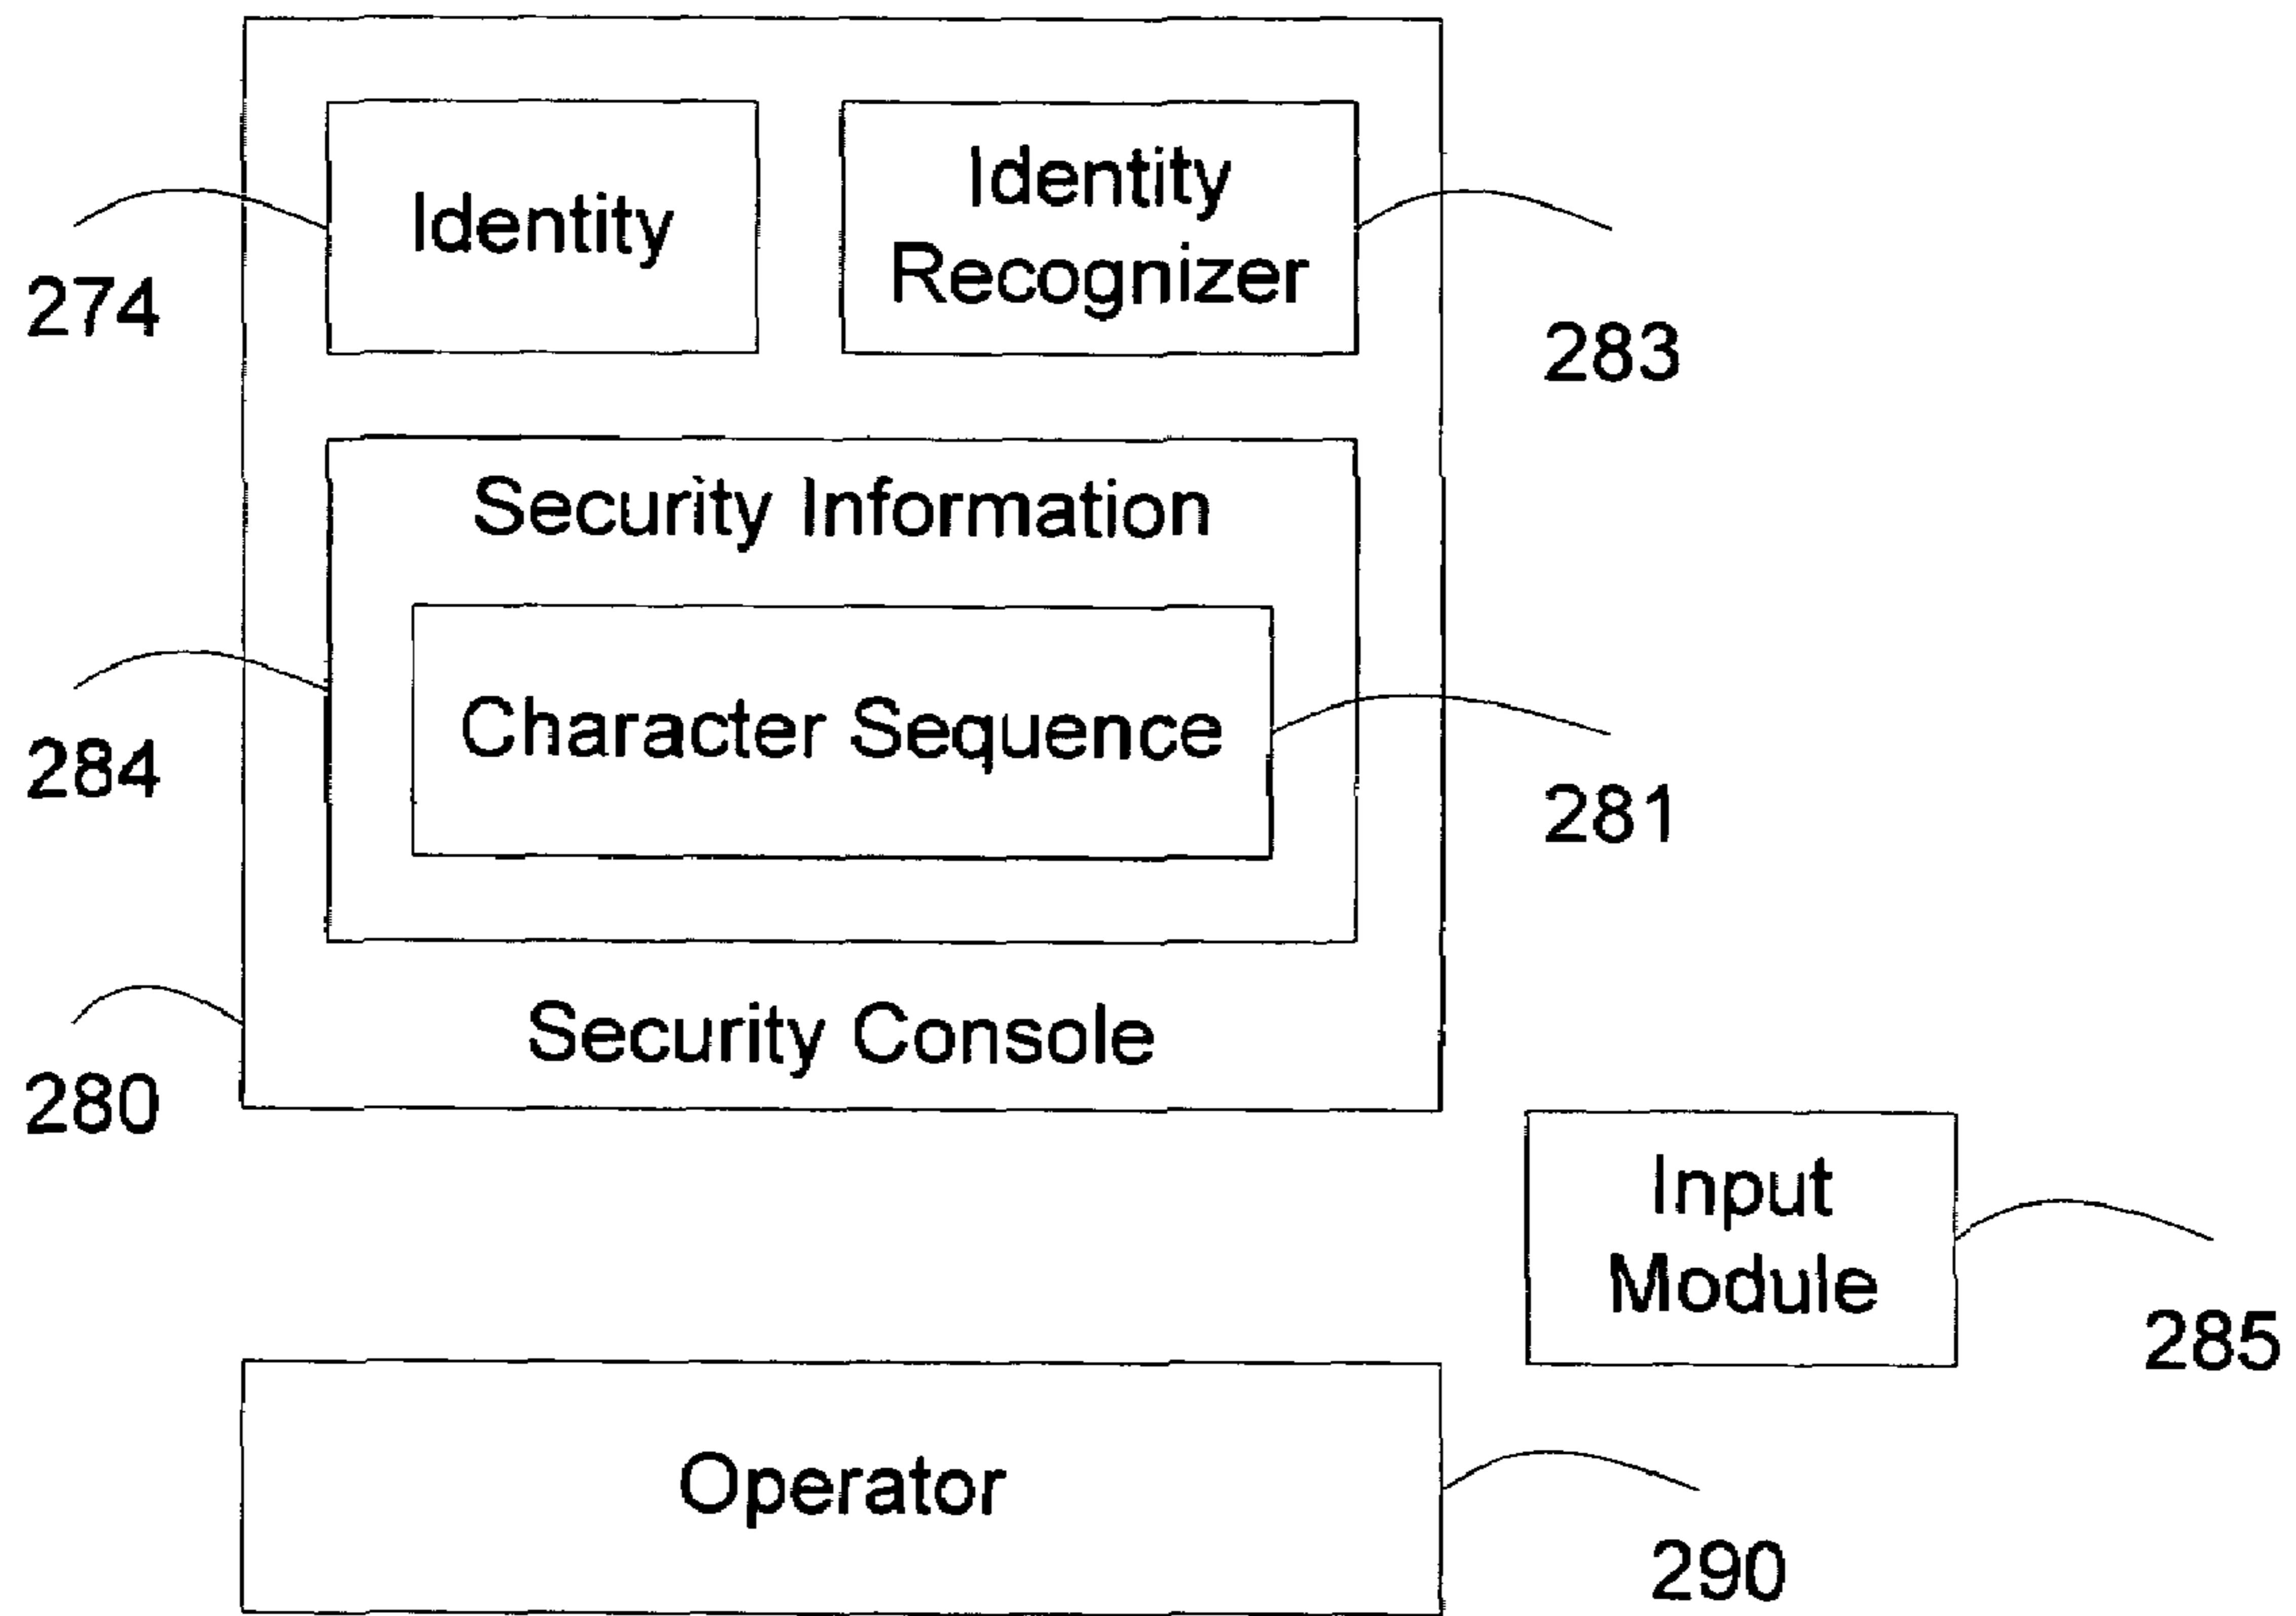 Identity
Identity
Recognizer
274
283
Security Information
Character Sequence
284
281
Security Console
280
Input
Module
285
Operator
290